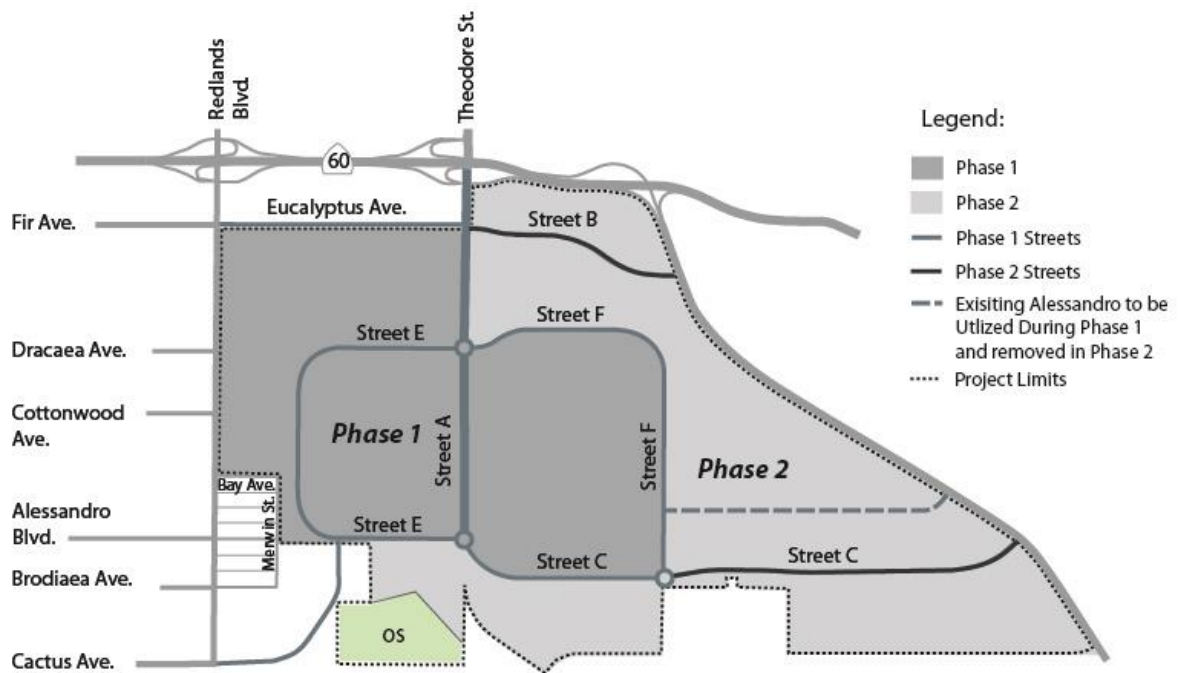 Redlands
Blvd.
Theodore St.
60
Legend:
Phase 1
Phase 2
Phase 1 Streets
Phase 2 Streets
Exisiting Alessandro to be
Utlized During Phase 1
and removed in Phase 2
Project Limits
Eucalyptus Ave.
Fir Ave.
Street B
Street E
Street F
Dracaea Ave.
Cottonwood
Ave.
Phase 1
Street A
Street F
Phase 2
Bay Ave.
Merwin St.
Alessandro
Blvd.
Street E
Street C
Street C
Brodiaea Ave.
OS
Cactus Ave.